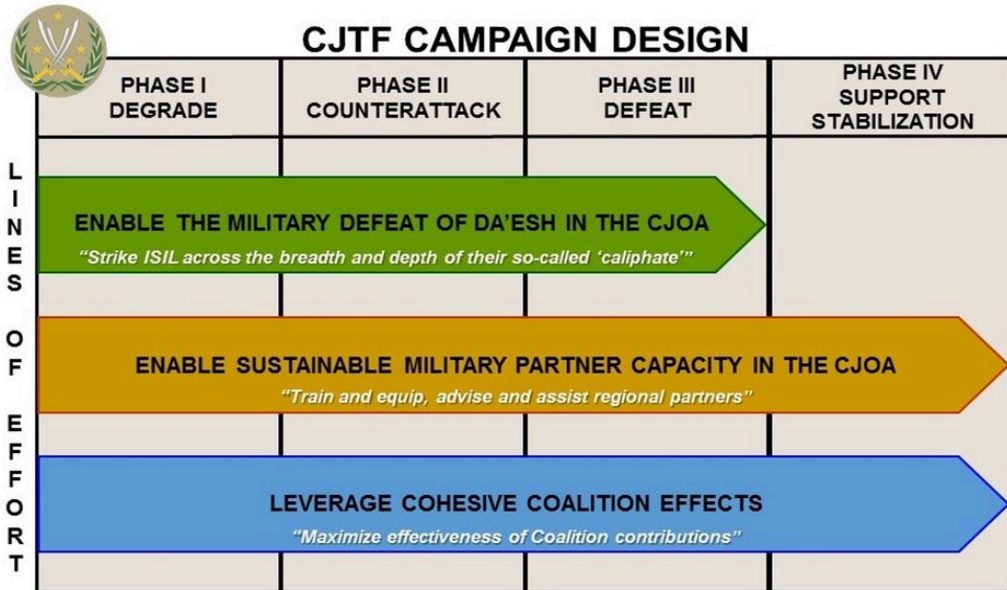 CJTF CAMPAIGN DESIGN
PHASE I
DEGRADE
PHASE II
COUNTERATTACK
PHASE III
DEFEAT
PHASE IV
SUPPORT
STABILIZATION
LINES OF EFFORT
ENABLE THE MILITARY DEFEAT OF DA’ESH IN THE CJOA
“Strike ISIL across the breadth and depth of their so-called ‘caliphate’”
ENABLE SUSTAINABLE MILITARY PARTNER CAPACITY IN THE CJOA
“Train and equip, advise and assist regional partners”
LEVERAGE COHESIVE COALITION EFFECTS
“Maximize effectiveness of Coalition contributions”